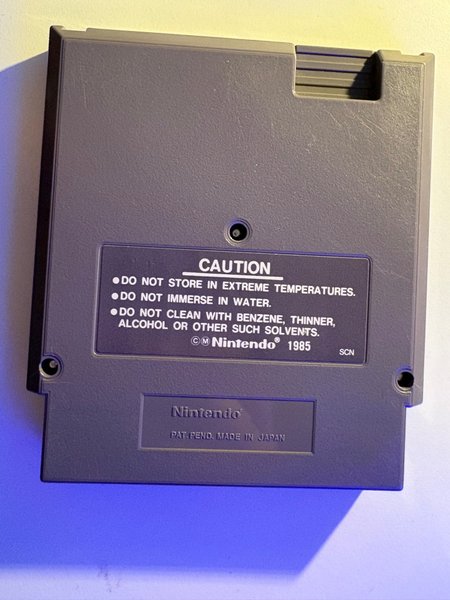 CAUTION
●DO NOT STORE IN EXTREME TEMPERATURES.
●DO NOT IMMERSE IN WATER.
●DO NOT CLEAN WITH BENZENE, THINNER,
ALCOHOL OR OTHER SUCH SOLVENTS.
ⒸⓂ Nintendo® 1985
SCN
Nintendo®
PAT. PEND. MADE IN JAPAN